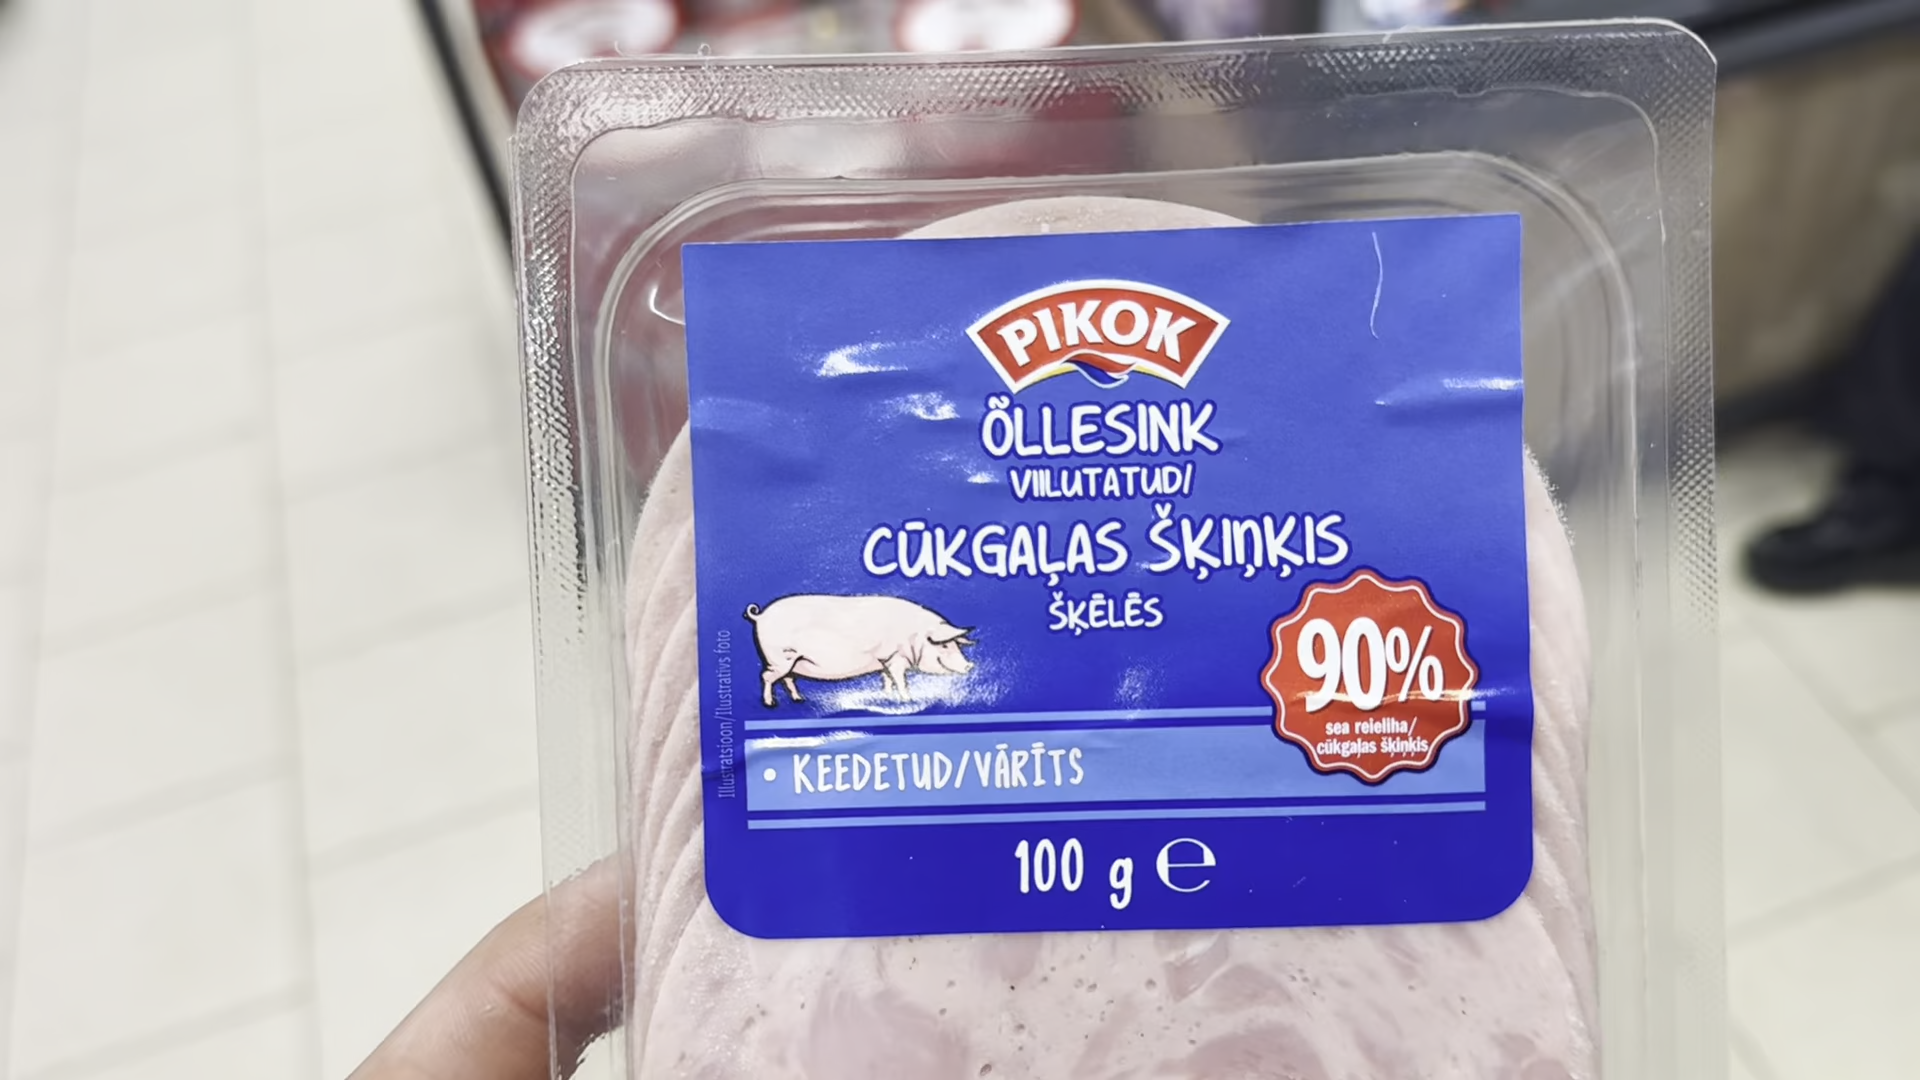 PIKOK
ÕLLESINK
VIILUTATUD/
CŪKGAĻAS ŠĶIŅĶIS
ŠĶĒLĒS
90%
sea reieliha/
cūkgaļas šķiņķis
• KEEDETUD/VĀRĪTS
100 g ℮
Illustratsioon/Ilustratīvs foto